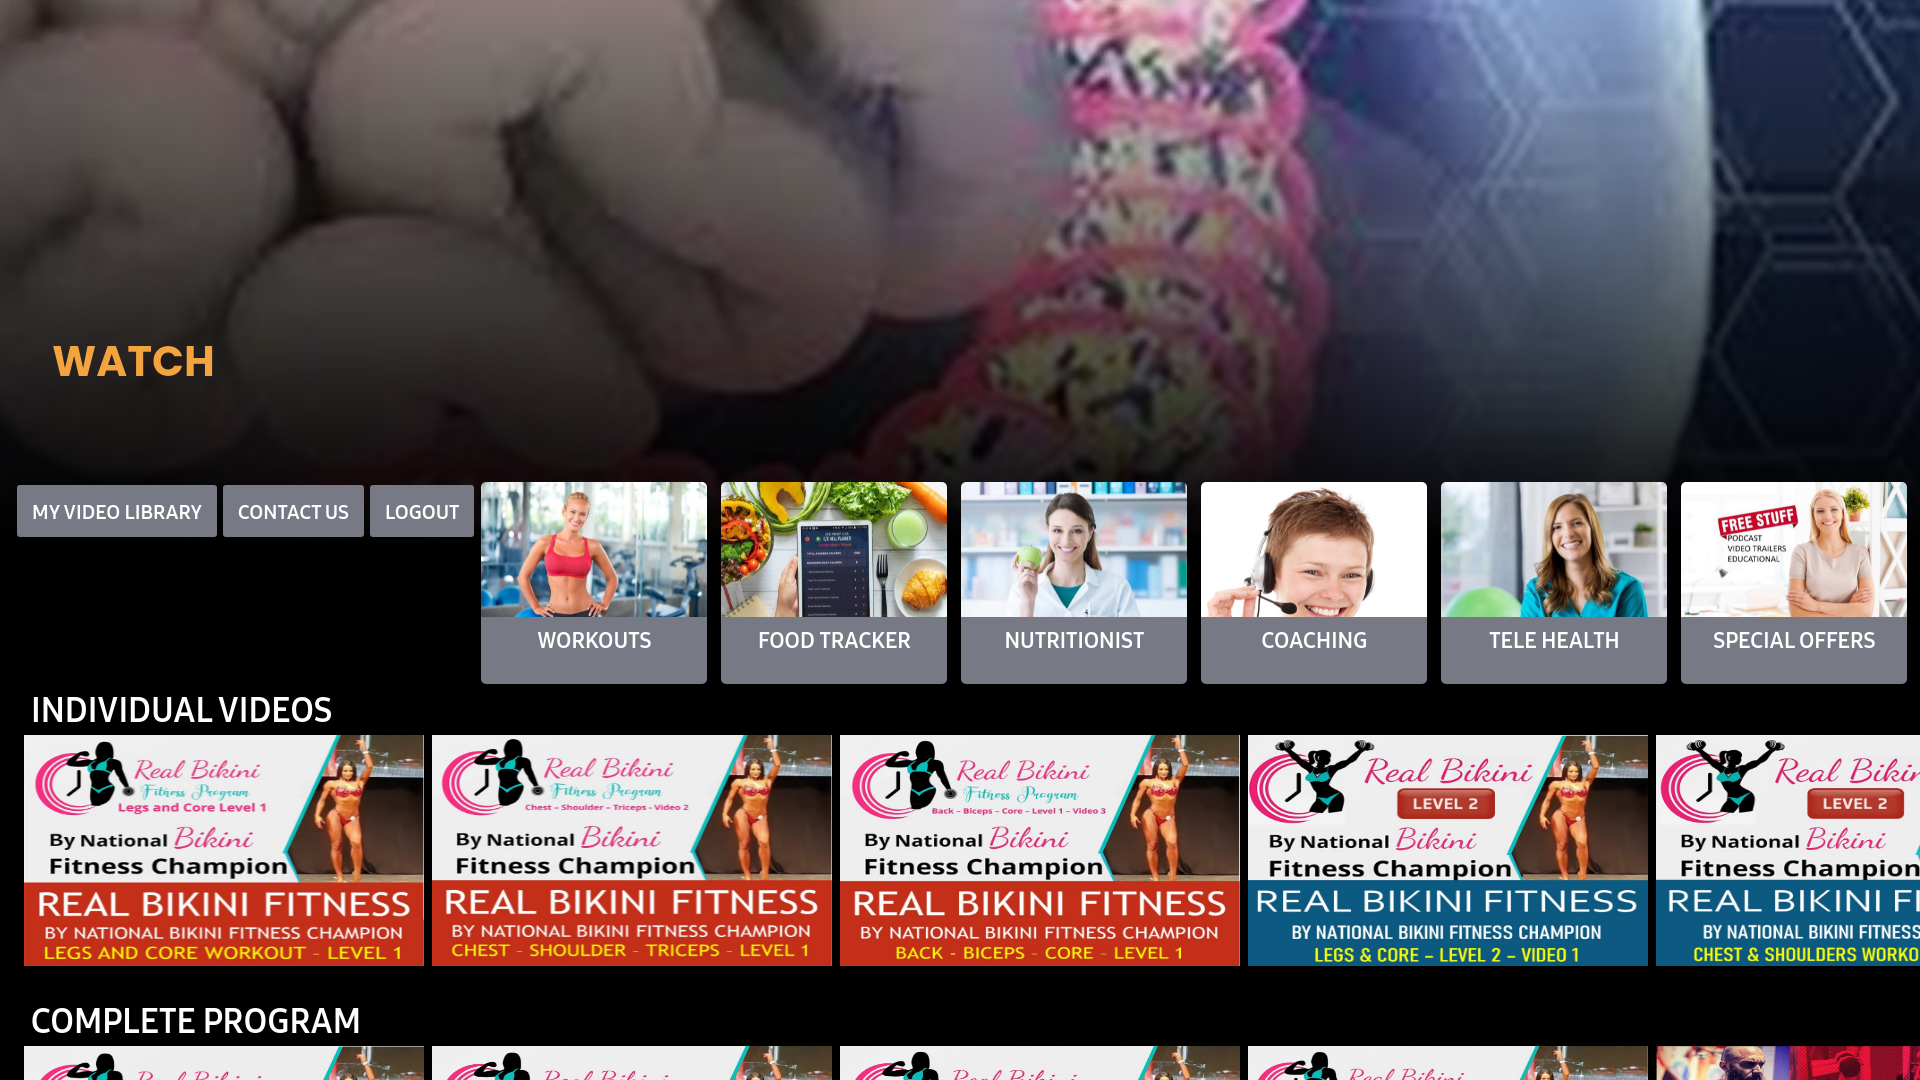 WATCH
MY VIDEO LIBRARY
CONTACT US
LOGOUT
WORKOUTS
FOOD TRACKER
NUTRITIONIST
COACHING
TELE HEALTH
FREE STUFF
PODCAST
VIDEO TRAILERS
EDUCATIONAL
SPECIAL OFFERS
INDIVIDUAL VIDEOS
Real Bikini
Fitness Program
Legs and Core Level 1
By National Bikini
Fitness Champion
REAL BIKINI FITNESS
BY NATIONAL BIKINI FITNESS CHAMPION
LEGS AND CORE WORKOUT - LEVEL 1
Real Bikini
Fitness Program
Chest – Shoulder – Triceps - Video 2
By National Bikini
Fitness Champion
REAL BIKINI FITNESS
BY NATIONAL BIKINI FITNESS CHAMPION
CHEST - SHOULDER - TRICEPS - LEVEL 1
Real Bikini
Fitness Program
Back – Biceps – Core – Level 1 – Video 3
By National Bikini
Fitness Champion
REAL BIKINI FITNESS
BY NATIONAL BIKINI FITNESS CHAMPION
BACK - BICEPS - CORE - LEVEL 1
Real Bikini
LEVEL 2
By National Bikini
Fitness Champion
REAL BIKINI FITNESS
BY NATIONAL BIKINI FITNESS CHAMPION
LEGS & CORE – LEVEL 2 – VIDEO 1
Real
LEVEL 2
By National Bikini
Fitness Champion
REAL BIKINI
BY NATIONAL BIKINI FITNESS
CHEST & SHOULDERS
COMPLETE PROGRAM